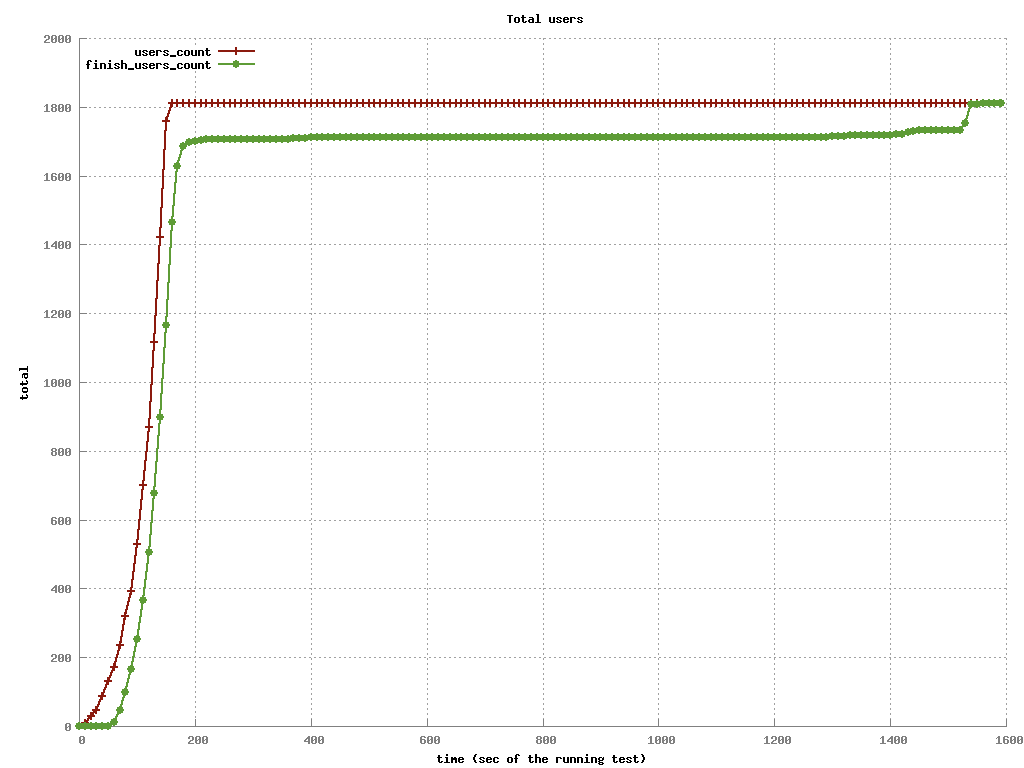 Total users
users_count
finish_users_count
2000
1800
1600
1400
1200
1000
800
600
400
200
0
total
0 200 400 600 800 1000 1200 1400 1600
time (sec of the running test)